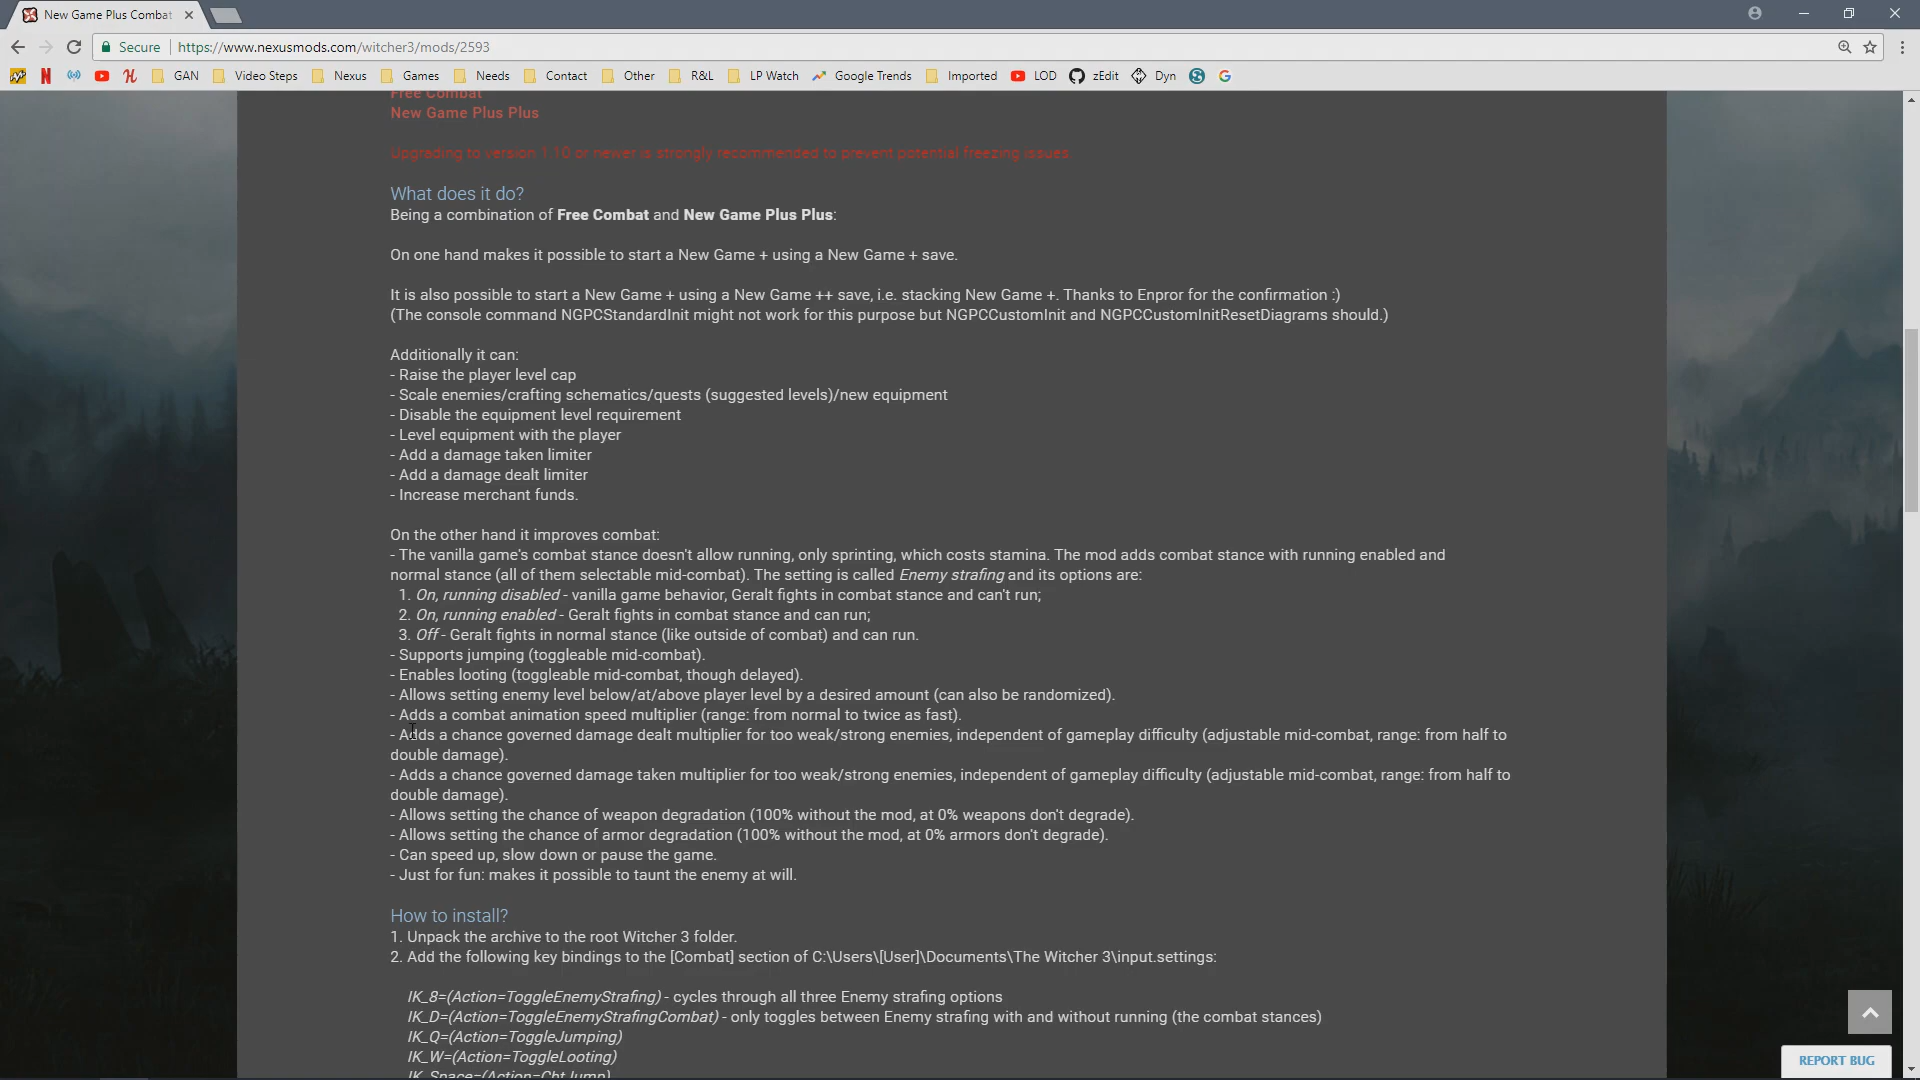 New Game Plus Combat
Secure
https://www.nexusmods.com/witcher3/mods/2593
GAN
Video Steps
Nexus
Games
Needs
Contact
Other
R&L
LP Watch
Google Trends
Imported
LOD
zEdit
Dyn
Free Combat
New Game Plus Plus
Upgrading to version 1.10 or newer is strongly recommended to prevent potential freezing issues
What does it do?
Being a combination of Free Combat and New Game Plus Plus:
On one hand makes it possible to start a New Game + using a New Game + save.
It is also possible to start a New Game + using a New Game ++ save, i.e. stacking New Game +. Thanks to Enpror for the confirmation :)
(The console command NGPCStandardInit might not work for this purpose but NGPCCustomInit and NGPCCustomInitResetDiagrams should.)
Additionally it can:
- Raise the player level cap
- Scale enemies/crafting schematics/quests (suggested levels)/new equipment
- Disable the equipment level requirement
- Level equipment with the player
- Add a damage taken limiter
- Add a damage dealt limiter
- Increase merchant funds.
On the other hand it improves combat:
- The vanilla game's combat stance doesn't allow running, only sprinting, which costs stamina. The mod adds combat stance with running enabled and
normal stance (all of them selectable mid-combat). The setting is called Enemy strafing and its options are:
1. On, running disabled - vanilla game behavior, Geralt fights in combat stance and can't run;
2. On, running enabled - Geralt fights in combat stance and can run;
3. Off - Geralt fights in normal stance (like outside of combat) and can run.
- Supports jumping (toggleable mid-combat).
- Enables looting (toggleable mid-combat, though delayed).
- Allows setting enemy level below/at/above player level by a desired amount (can also be randomized).
- Adds a combat animation speed multiplier (range: from normal to twice as fast).
- Adds a chance governed damage dealt multiplier for too weak/strong enemies, independent of gameplay difficulty (adjustable mid-combat, range: from half to
double damage).
- Adds a chance governed damage taken multiplier for too weak/strong enemies, independent of gameplay difficulty (adjustable mid-combat, range: from half to
double damage).
- Allows setting the chance of weapon degradation (100% without the mod, at 0% weapons don't degrade).
- Allows setting the chance of armor degradation (100% without the mod, at 0% armors don't degrade).
- Can speed up, slow down or pause the game.
- Just for fun: makes it possible to taunt the enemy at will.
How to install?
1. Unpack the archive to the root Witcher 3 folder.
2. Add the following key bindings to the [Combat] section of C:\Users\[User]\Documents\The Witcher 3\input.settings:
IK_8=(Action=ToggleEnemyStrafing) - cycles through all three Enemy strafing options
IK_D=(Action=ToggleEnemyStrafingCombat) - only toggles between Enemy strafing with and without running (the combat stances)
IK_Q=(Action=ToggleJumping)
IK_W=(Action=ToggleLooting)
IK_Space=(Action=CbtJump)
REPORT BUG